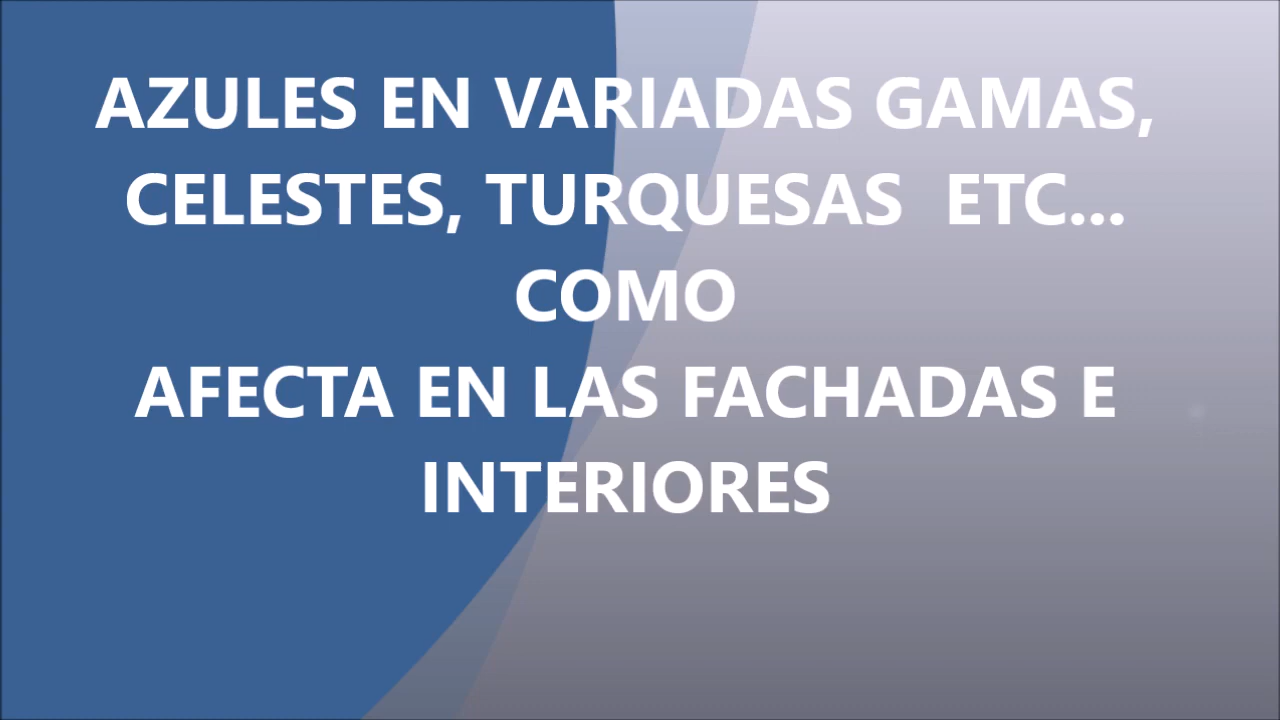 AZULES EN VARIADAS GAMAS,
CELESTES, TURQUESAS  ETC...
COMO
AFECTA EN LAS FACHADAS E
INTERIORES